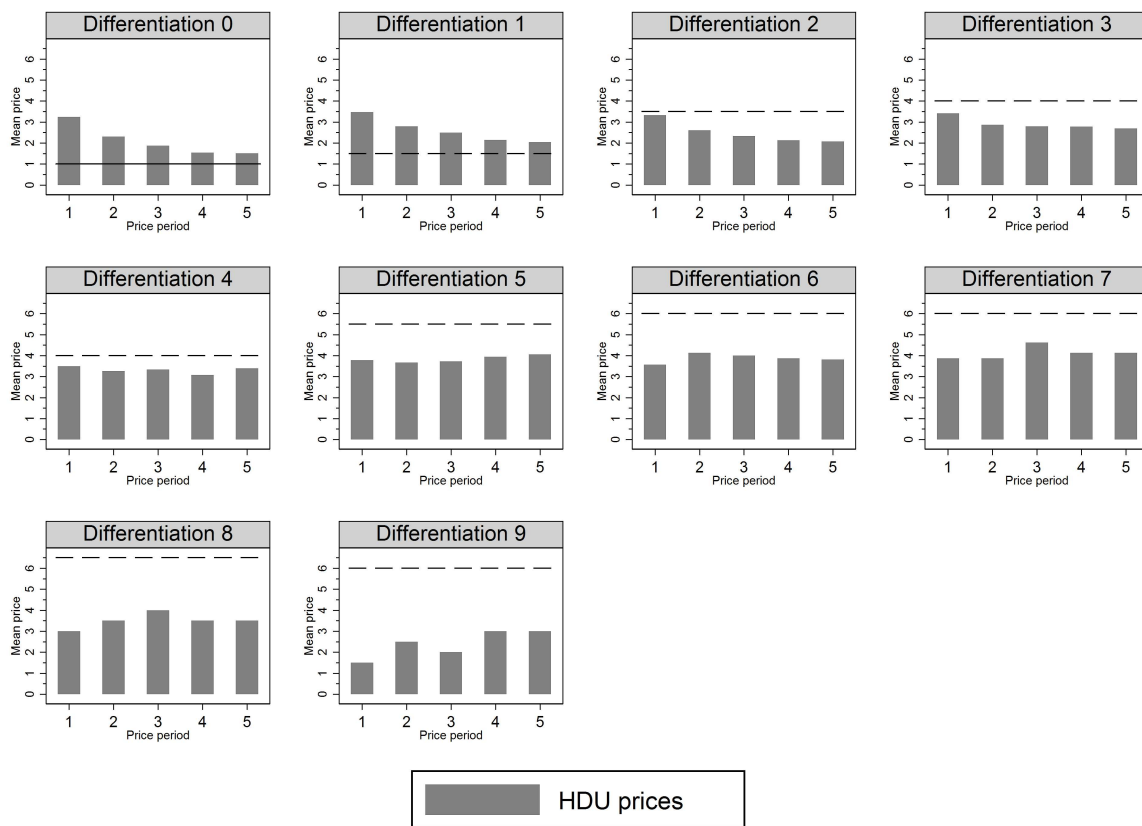 Differentiation 0
Differentiation 1
Differentiation 2
Differentiation 3
Mean price
0 1 2 3 4 5 6
1 2 3 4 5
Price period
Mean price
0 1 2 3 4 5 6
1 2 3 4 5
Price period
Mean price
0 1 2 3 4 5 6
1 2 3 4 5
Price period
Mean price
0 1 2 3 4 5 6
1 2 3 4 5
Price period
Differentiation 4
Differentiation 5
Differentiation 6
Differentiation 7
Mean price
0 1 2 3 4 5 6
1 2 3 4 5
Price period
Mean price
0 1 2 3 4 5 6
1 2 3 4 5
Price period
Mean price
0 1 2 3 4 5 6
1 2 3 4 5
Price period
Mean price
0 1 2 3 4 5 6
1 2 3 4 5
Price period
Differentiation 8
Differentiation 9
Mean price
0 1 2 3 4 5 6
1 2 3 4 5
Price period
Mean price
0 1 2 3 4 5 6
1 2 3 4 5
Price period
HDU prices